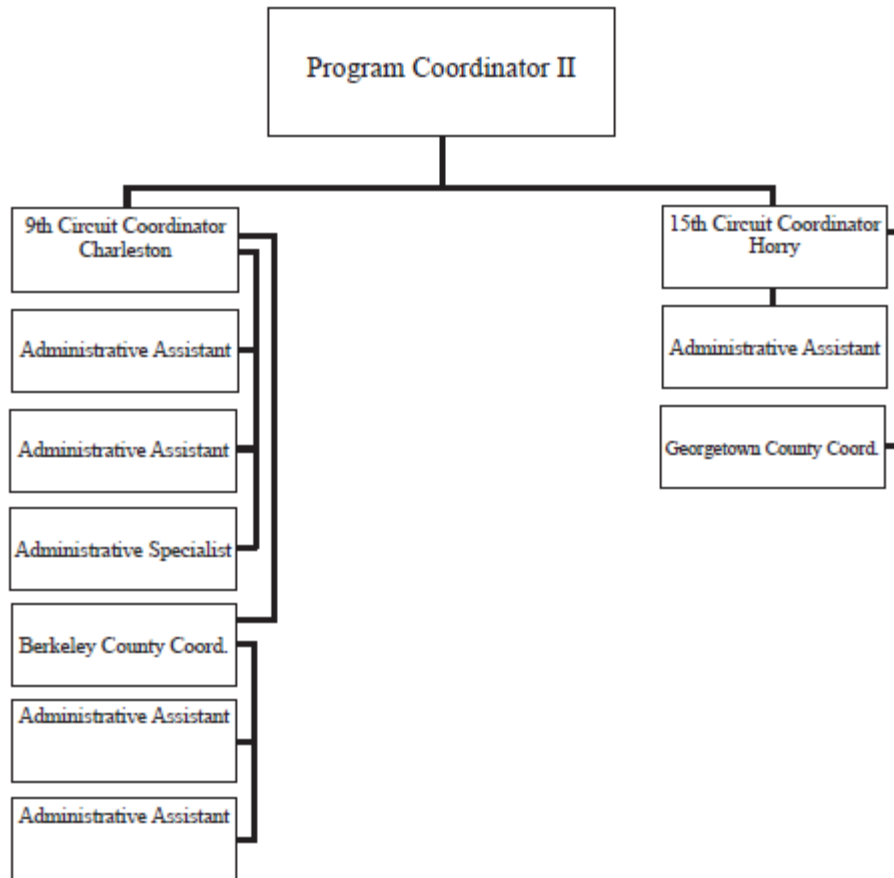 Program Coordinator II
9th Circuit Coordinator
Charleston
Administrative Assistant
Administrative Assistant
Administrative Specialist
Berkeley County Coord.
Administrative Assistant
Administrative Assistant
15th Circuit Coordinator
Horry
Administrative Assistant
Georgetown County Coord.